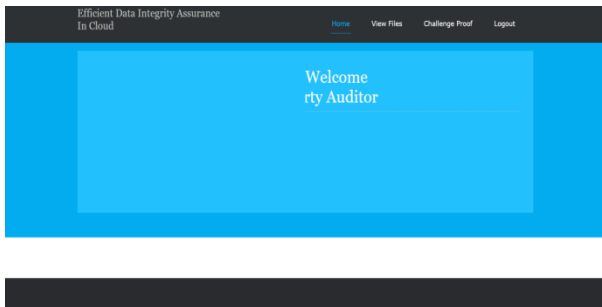 Efficient Data Integrity Assurance
In Cloud
Home View Files Challenge Proof Logout
Welcome
rty Auditor